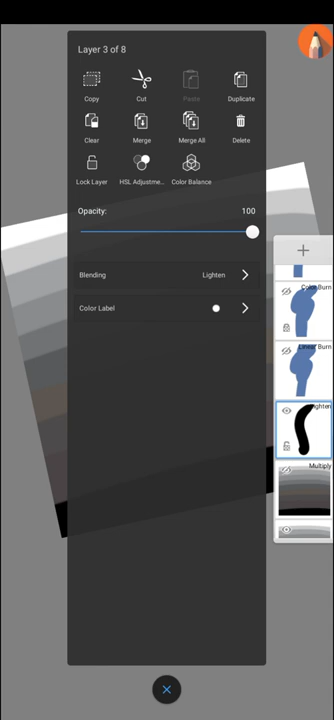 Layer 3 of 8
Copy
Cut
Paste
Duplicate
Clear
Merge
Merge All
Delete
Lock Layer
HSL Adjustme...
Color Balance
Opacity:
100
Blending
Lighten
Color Label
Color Burn
Linear Burn
Lighten
Multiply